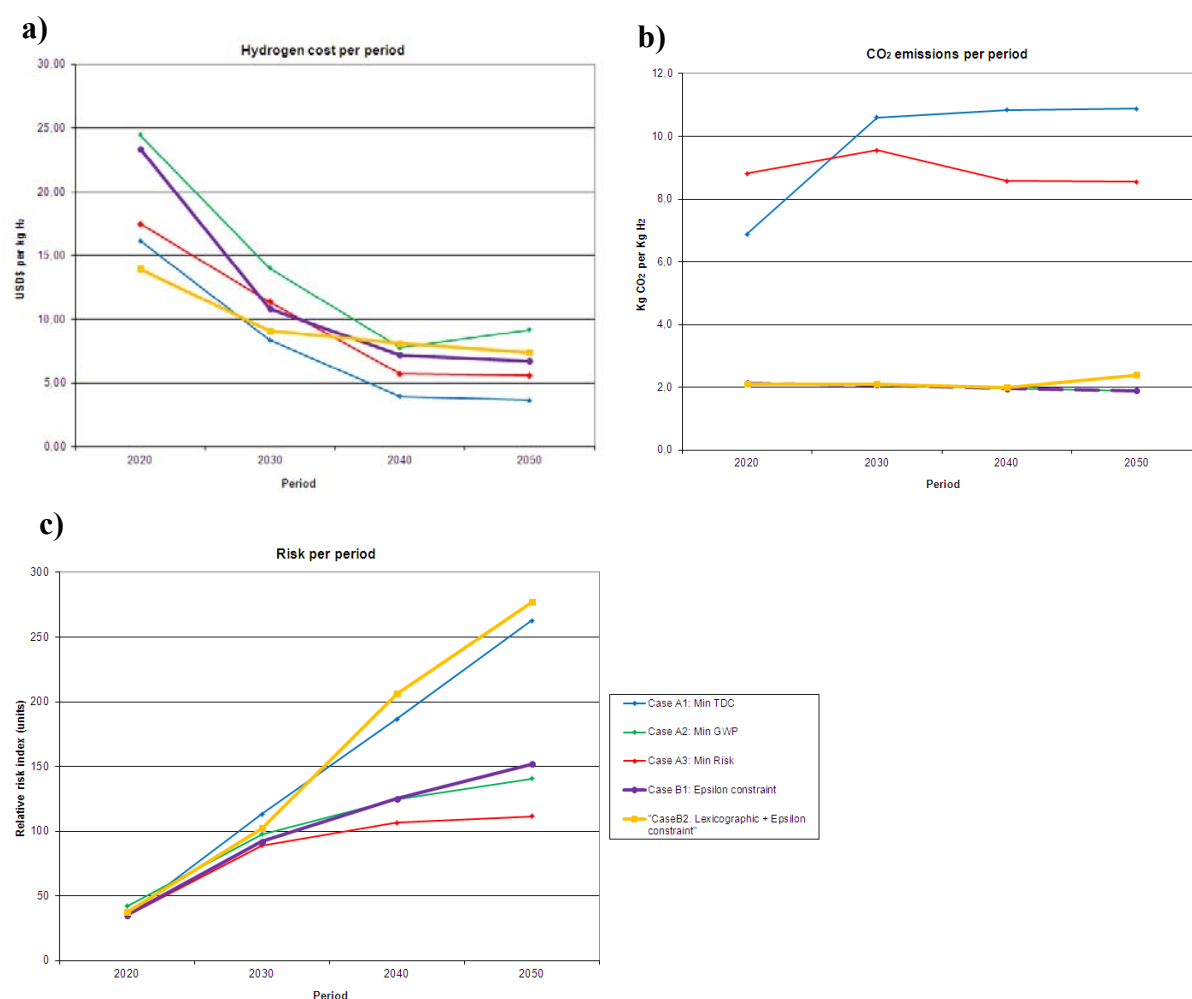 a)
Hydrogen cost per period
30.00
25.00
20.00
15.00
10.00
5.00
0.00
USD$ per kg H₂
2020 2030 2040 2050
Period
b)
CO₂ emissions per period
12.0
10.0
8.0
6.0
4.0
2.0
0.0
Kg CO₂ per Kg H₂
2020 2030 2040 2050
Period
c)
Risk per period
300
250
200
150
100
50
0
Relative risk index (units)
2020 2030 2040 2050
Period
Case A1: Min TDC
Case A2: Min GWP
Case A3: Min Risk
Case B1: Epsilon constraint
"CaseB2. Lexicographic + Epsilon
constraint"